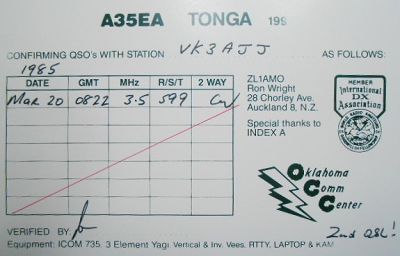 A35EA TONGA 199
CONFIRMING QSO's WITH STATION VK3AJJ AS FOLLOWS:
1985
DATE GMT MHz R/S/T 2 WAY
Mar 20 0822 3.5 599 CW
ZL1AMO
Ron Wright
28 Chorley Ave.
Auckland 8, N.Z.
Special thanks to
INDEX A
MEMBER
International
DX
Association
Oklahoma
Comm
Center
VERIFIED BY
2nd QSL!
Equipment: ICOM 735. 3 Element Yagi, Vertical & Inv. Vees. RTTY, LAPTOP & KAM